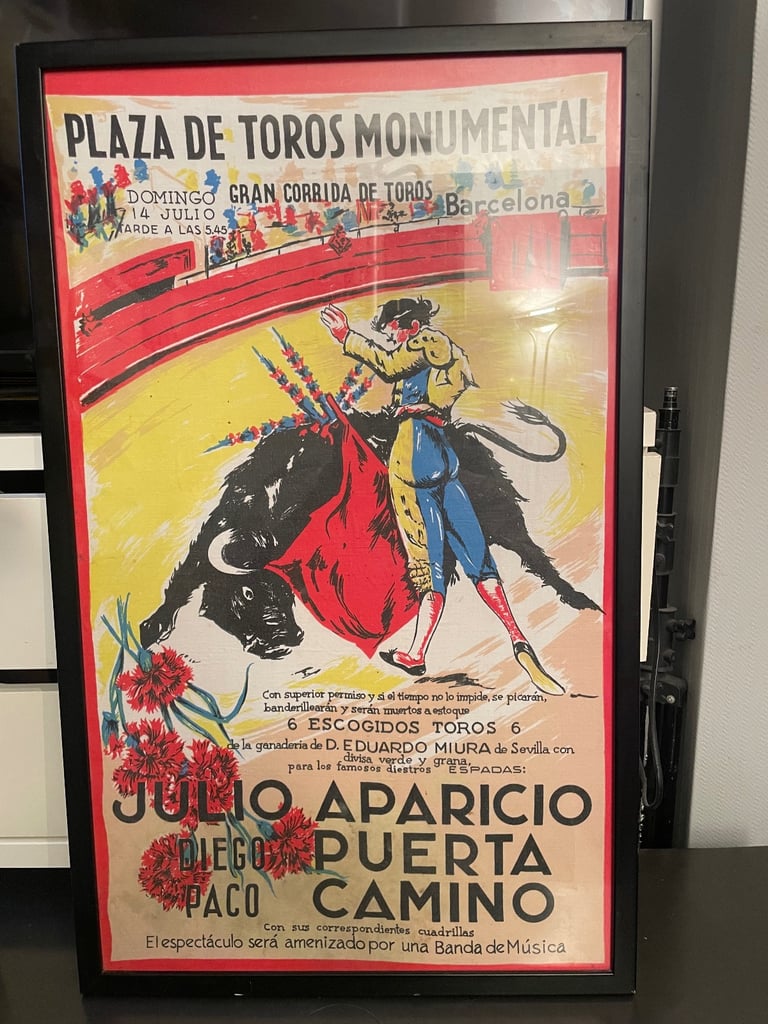 PLAZA DE TOROS MONUMENTAL
DOMINGO
14 JULIO
TARDE A LAS 5.45
GRAN CORRIDA DE TOROS
Barcelona
Con superior permiso y si el tiempo no lo impide, se picarán,
banderillearán y serán muertos a estoque
6 ESCOGIDOS TOROS 6
de la ganadería de D. EDUARDO MIURA de Sevilla con
divisa verde y grana,
para los famosos diestros ESPADAS:
JULIO APARICIO
DIEGO PUERTA
PACO CAMINO
Con sus correspondientes cuadrillas
El espectáculo será amenizado por una Banda de Música